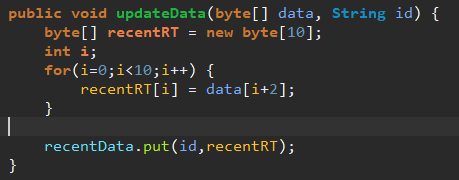 public void updateData(byte[] data, String id) {
    byte[] recentRT = new byte[10];
    int i;
    for(i=0;i<10;i++) {
        recentRT[i] = data[i+2];
    }

    recentData.put(id,recentRT);
}